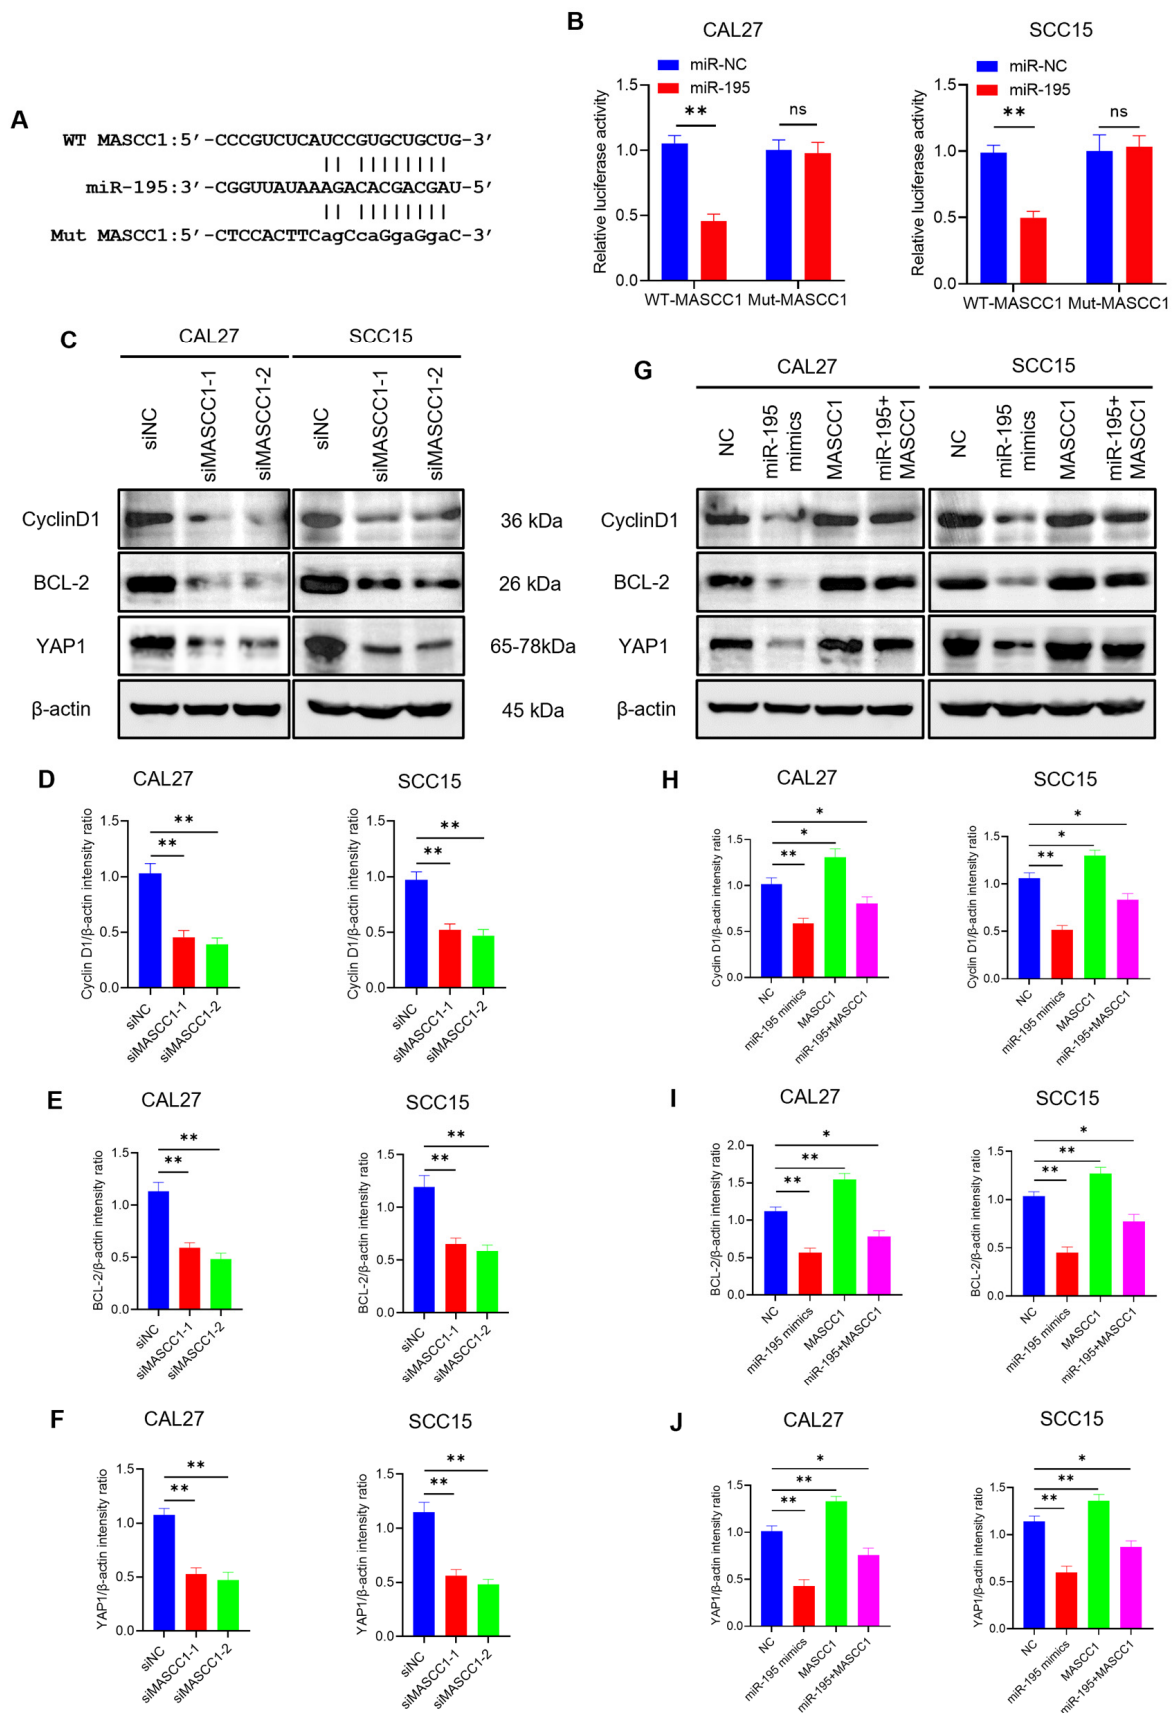 A
WT MASCC1:5′-CCCGUCUCAUCCGUGCUGCUG-3′
miR-195:3′-CGGUUAUAAAGACACGACGAU-5′
Mut MASCC1:5′-CTCCACTTCagCcaGgaGgaC-3′
B
CAL27
miR-NC
miR-195
Relative luciferase activity
1.5
1.0
0.5
0.0
**
ns
WT-MASCC1 Mut-MASCC1
SCC15
miR-NC
miR-195
Relative luciferase activity
1.5
1.0
0.5
0.0
**
ns
WT-MASCC1 Mut-MASCC1
C
CAL27 SCC15
siNC siMASCC1-1 siMASCC1-2 siNC siMASCC1-1 siMASCC1-2
CyclinD1 36 kDa
BCL-2 26 kDa
YAP1 65-78kDa
β-actin 45 kDa
G
CAL27 SCC15
NC miR-195 mimics MASCC1 miR-195+ MASCC1 NC miR-195 mimics MASCC1 miR-195+ MASCC1
CyclinD1
BCL-2
YAP1
β-actin
D
CAL27
Cyclin D1/β-actin intensity ratio
1.5
1.0
0.5
0.0
**
**
siNC siMASCC1-1 siMASCC1-2
SCC15
Cyclin D1/β-actin intensity ratio
1.5
1.0
0.5
0.0
**
**
siNC siMASCC1-1 siMASCC1-2
H
CAL27
Cyclin D1/β-actin intensity ratio
1.5
1.0
0.5
0.0
*
*
**
NC miR-195 mimics MASCC1 miR-195+MASCC1
SCC15
Cyclin D1/β-actin intensity ratio
1.5
1.0
0.5
0.0
*
*
**
NC miR-195 mimics MASCC1 miR-195+MASCC1
E
CAL27
BCL-2/β-actin intensity ratio
1.5
1.0
0.5
0.0
**
**
siNC siMASCC1-1 siMASCC1-2
SCC15
BCL-2/β-actin intensity ratio
1.5
1.0
0.5
0.0
**
**
siNC siMASCC1-1 siMASCC1-2
I
CAL27
BCL-2/β-actin intensity ratio
2.0
1.5
1.0
0.5
0.0
*
**
**
NC miR-195 mimics MASCC1 miR-195+MASCC1
SCC15
BCL-2/β-actin intensity ratio
1.5
1.0
0.5
0.0
*
**
**
NC miR-195 mimics MASCC1 miR-195+MASCC1
F
CAL27
YAP1/β-actin intensity ratio
1.5
1.0
0.5
0.0
**
**
siNC siMASCC1-1 siMASCC1-2
SCC15
YAP1/β-actin intensity ratio
1.5
1.0
0.5
0.0
**
**
siNC siMASCC1-1 siMASCC1-2
J
CAL27
YAP1/β-actin intensity ratio
1.5
1.0
0.5
0.0
*
**
**
NC miR-195 mimics MASCC1 miR-195+MASCC1
SCC15
YAP1/β-actin intensity ratio
1.5
1.0
0.5
0.0
*
**
**
NC miR-195 mimics MASCC1 miR-195+MASCC1